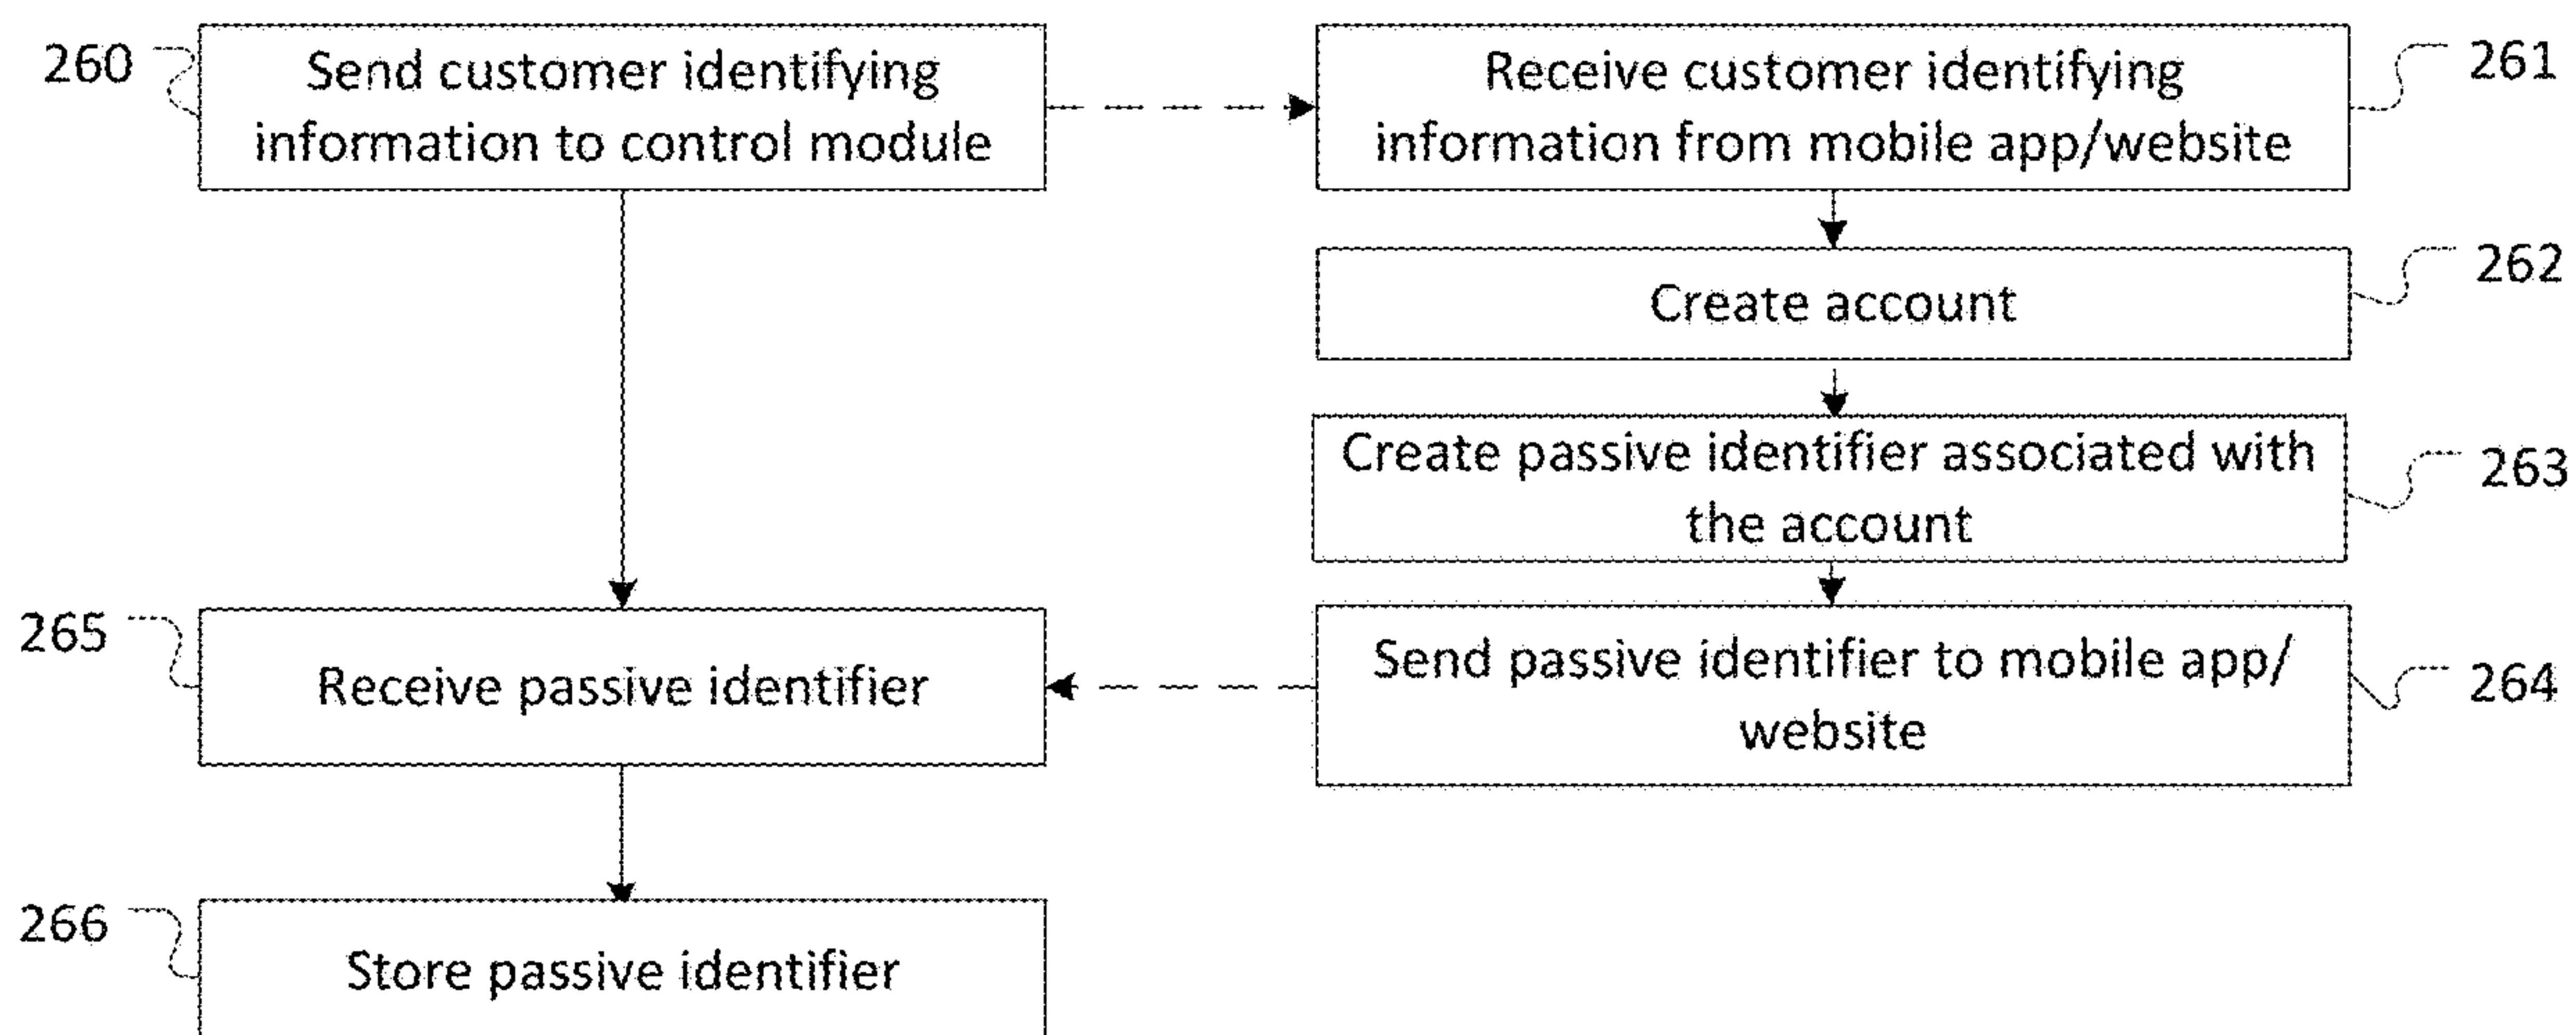 260
Send customer identifying
information to control module
Receive customer identifying
information from mobile app/website
261
Create account
262
Create passive identifier associated with
the account
263
265
Receive passive identifier
Send passive identifier to mobile app/
website
264
266
Store passive identifier